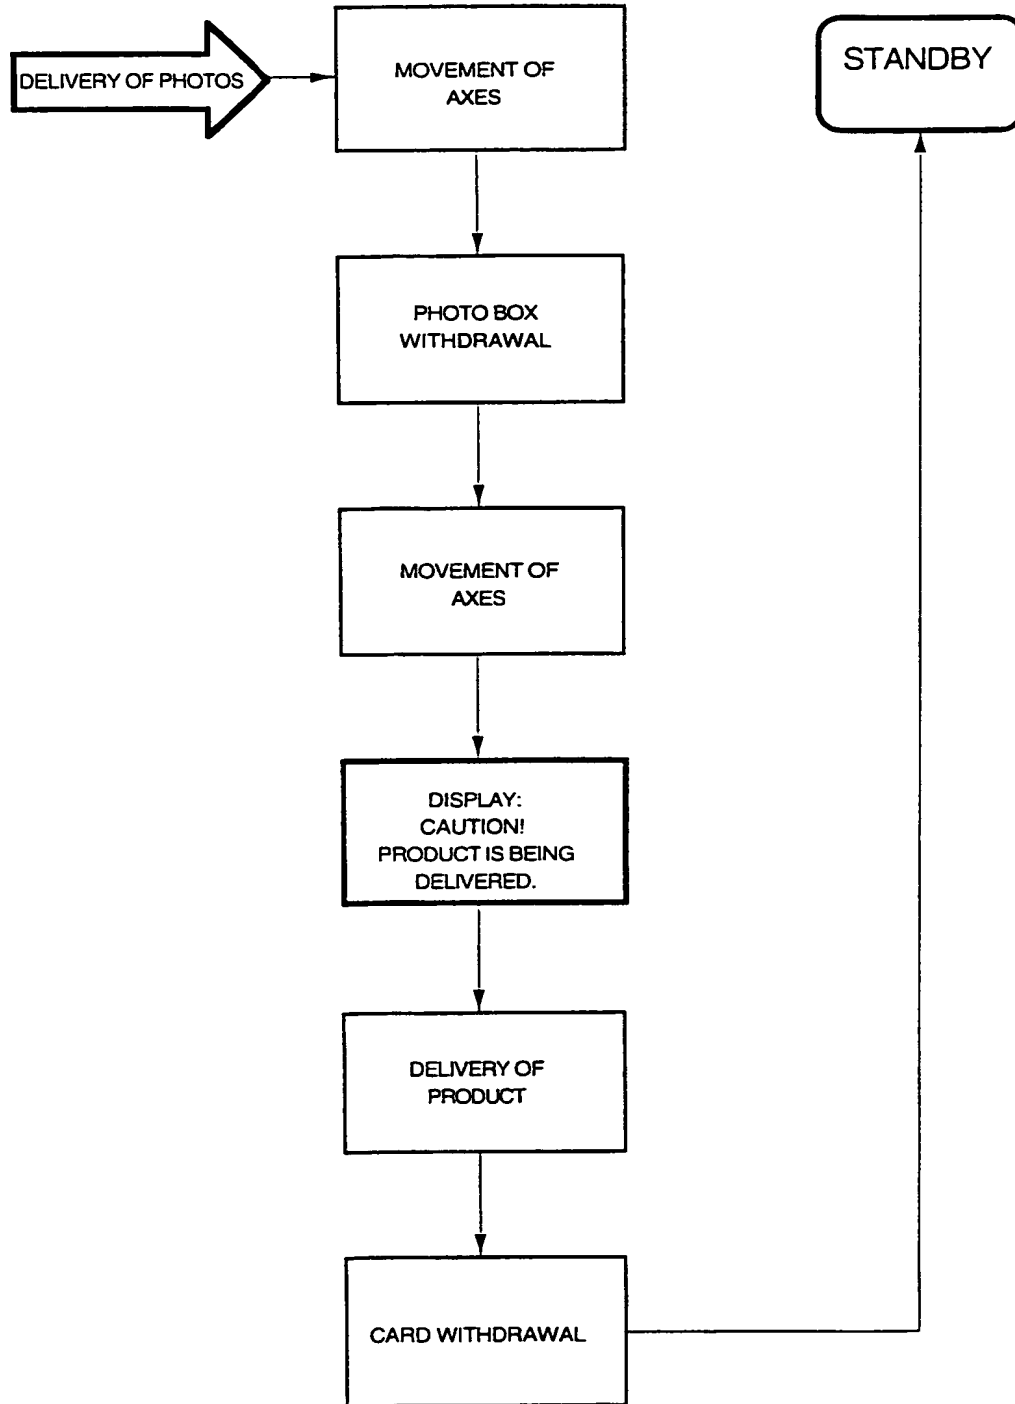 DELIVERY OF PHOTOS
MOVEMENT OF
AXES
STANDBY
PHOTO BOX
WITHDRAWAL
MOVEMENT OF
AXES
DISPLAY:
CAUTION!
PRODUCT IS BEING
DELIVERED.
DELIVERY OF
PRODUCT
CARD WITHDRAWAL